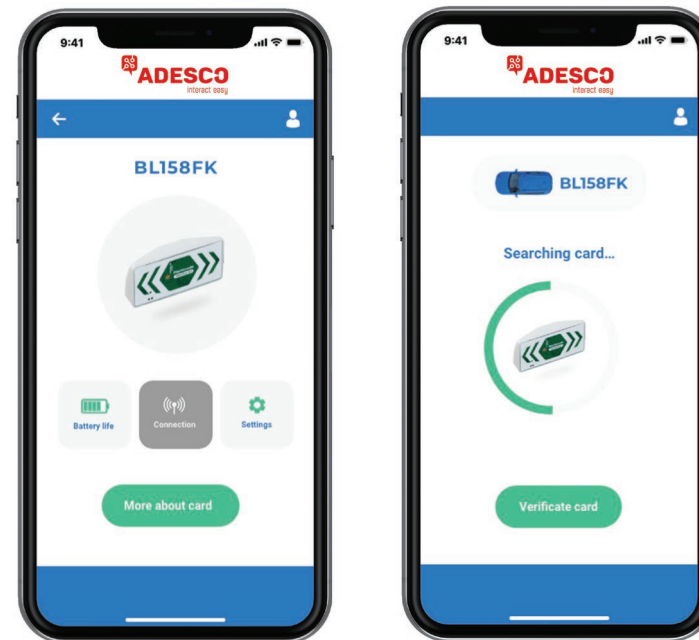 9:41
ADESCO
interact easy
BL158FK
Battery life
Connection
Settings
More about card
9:41
ADESCO
interact easy
BL158FK
Searching card...
Verificate card